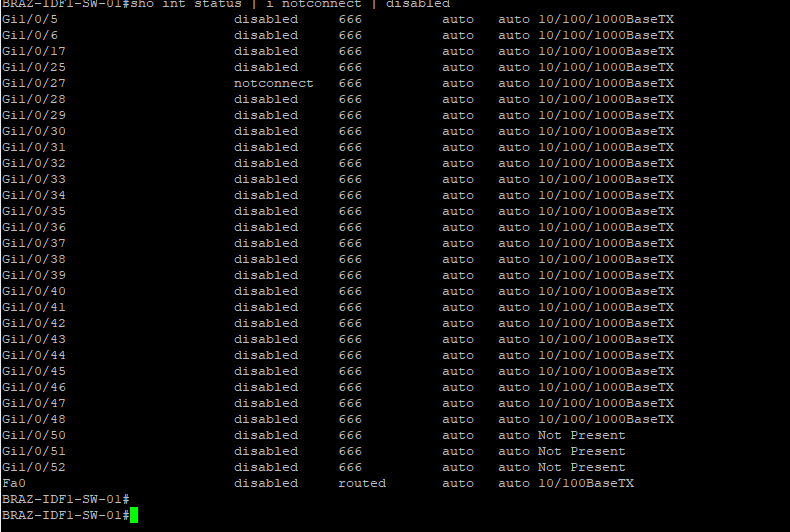 BRAZ-IDF1-SW-01#sho int status | i notconnect | disabled
Gi1/0/5 disabled 666 auto auto 10/100/1000BaseTX
Gi1/0/6 disabled 666 auto auto 10/100/1000BaseTX
Gi1/0/17 disabled 666 auto auto 10/100/1000BaseTX
Gi1/0/25 disabled 666 auto auto 10/100/1000BaseTX
Gi1/0/27 notconnect 666 auto auto 10/100/1000BaseTX
Gi1/0/28 disabled 666 auto auto 10/100/1000BaseTX
Gi1/0/29 disabled 666 auto auto 10/100/1000BaseTX
Gi1/0/30 disabled 666 auto auto 10/100/1000BaseTX
Gi1/0/31 disabled 666 auto auto 10/100/1000BaseTX
Gi1/0/32 disabled 666 auto auto 10/100/1000BaseTX
Gi1/0/33 disabled 666 auto auto 10/100/1000BaseTX
Gi1/0/34 disabled 666 auto auto 10/100/1000BaseTX
Gi1/0/35 disabled 666 auto auto 10/100/1000BaseTX
Gi1/0/36 disabled 666 auto auto 10/100/1000BaseTX
Gi1/0/37 disabled 666 auto auto 10/100/1000BaseTX
Gi1/0/38 disabled 666 auto auto 10/100/1000BaseTX
Gi1/0/39 disabled 666 auto auto 10/100/1000BaseTX
Gi1/0/40 disabled 666 auto auto 10/100/1000BaseTX
Gi1/0/41 disabled 666 auto auto 10/100/1000BaseTX
Gi1/0/42 disabled 666 auto auto 10/100/1000BaseTX
Gi1/0/43 disabled 666 auto auto 10/100/1000BaseTX
Gi1/0/44 disabled 666 auto auto 10/100/1000BaseTX
Gi1/0/45 disabled 666 auto auto 10/100/1000BaseTX
Gi1/0/46 disabled 666 auto auto 10/100/1000BaseTX
Gi1/0/47 disabled 666 auto auto 10/100/1000BaseTX
Gi1/0/48 disabled 666 auto auto 10/100/1000BaseTX
Gi1/0/50 disabled 666 auto auto Not Present
Gi1/0/51 disabled 666 auto auto Not Present
Gi1/0/52 disabled 666 auto auto Not Present
Fa0 disabled routed auto auto 10/100BaseTX
BRAZ-IDF1-SW-01#
BRAZ-IDF1-SW-01#